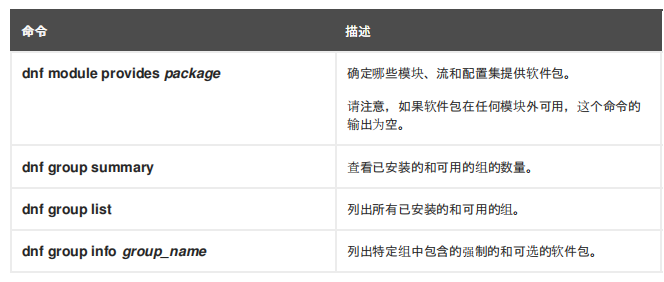 命令 描述
dnf module provides package 确定哪些模块、流和配置集提供软件包。
请注意，如果软件包在任何模块外可用，这个命令的
输出为空。
dnf group summary 查看已安装的和可用的组的数量。
dnf group list 列出所有已安装的和可用的组。
dnf group info group_name 列出特定组中包含的强制的和可选的软件包。